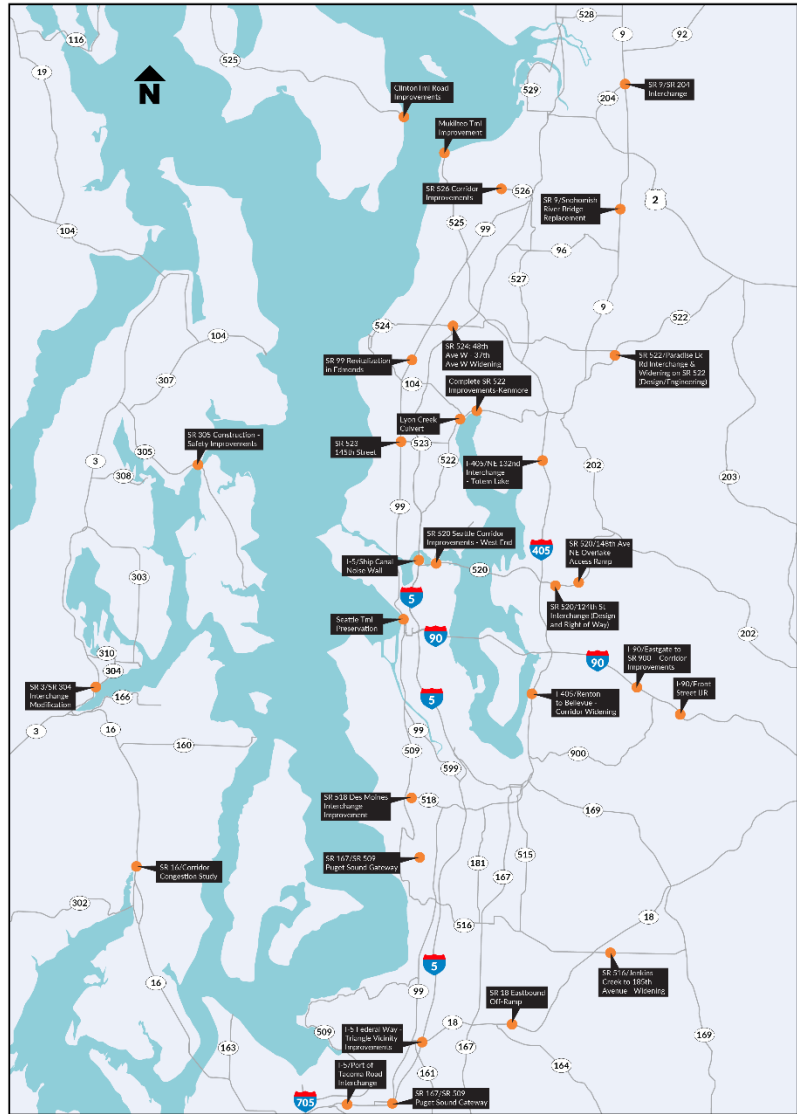 528
9
92
116
19
525
N
Clinton Tml Road
Improvements
529
204
SR 9/SR 204
Interchange
Mukilteo Tml
Improvement
SR 526 Corridor
Improvements
526
SR 9/Snohomish
River Bridge
Replacement
2
104
525
99
96
527
9
522
524
104
SR 524: 48th
Ave W - 37th
Ave W Widening
SR 99 Revitalization
in Edmonds
SR 522/Paradise Lk
Rd Interchange &
Widening on SR 522
(Design/Engineering)
307
104
Complete SR 522
Improvements-Kenmore
Lyon Creek
Culvert
SR 305 Construction -
Safety Improvements
SR 523
145th Street
523
3
305
308
522
I-405/NE 132nd
Interchange
- Totem Lake
202
203
99
SR 520 Seattle Corridor
Improvements - West End
405
SR 520/148th Ave
NE Overlake
Access Ramp
I-5/Ship Canal
Noise Wall
303
520
5
SR 520/124th St
Interchange (Design
and Right of Way)
Seattle Tml
Preservation
90
202
310
304
90
I-90/Eastgate to
SR 900 - Corridor
Improvements
SR 3/SR 304
Interchange
Modification
166
5
I-405/Renton
to Bellevue -
Corridor Widening
I-90/Front
Street IJR
3
16
99
160
509
900
599
SR 518 Des Moines
Interchange
Improvement
518
169
SR 167/SR 509
Puget Sound Gateway
181
515
SR 16/Corridor
Congestion Study
167
302
516
18
5
SR 516/Jenkins
Creek to 185th
Avenue - Widening
16
99
SR 18 Eastbound
Off-Ramp
509
I-5 Federal Way -
Triangle Vicinity
Improvements
18
169
163
167
I-5/Port of
Tacoma Road
Interchange
161
164
705
SR 167/SR 509
Puget Sound Gateway